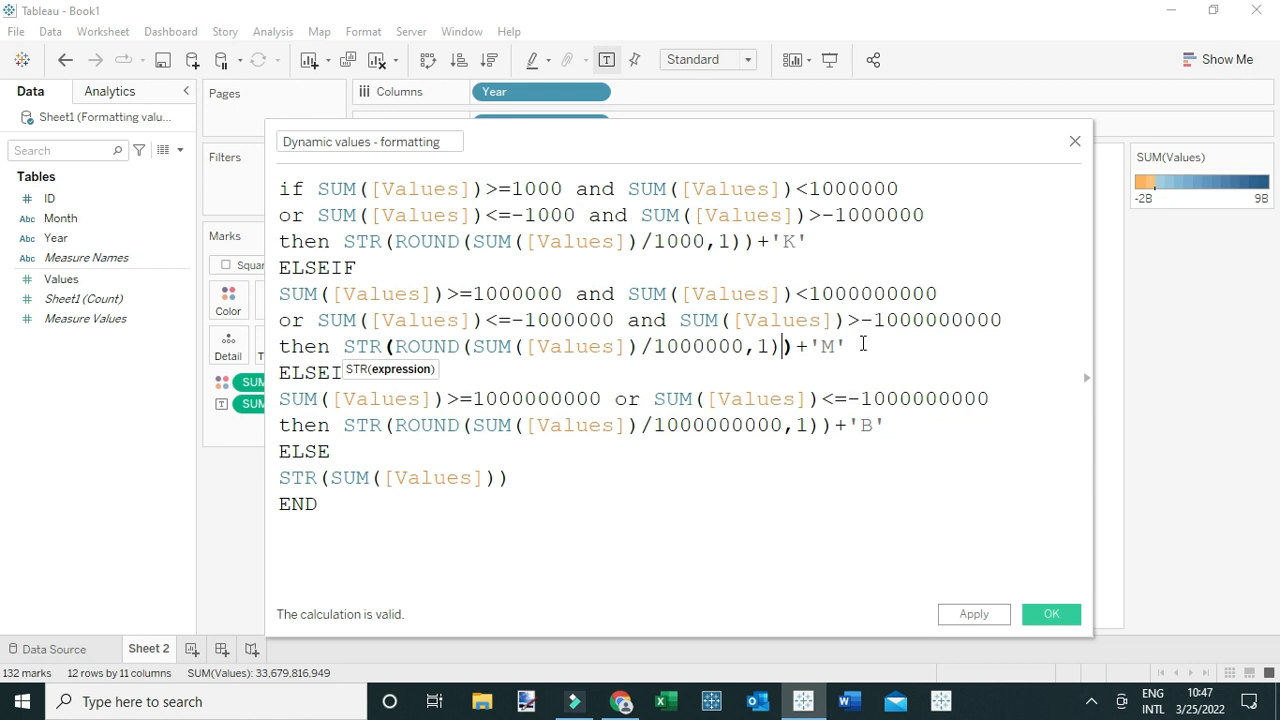 Tableau - Book1
File Data Worksheet Dashboard Story Analysis Map Format Server Window Help
Standard
Show Me
Data Analytics
Pages
Columns Year
Sheet1 (Formatting valu...
Search
Tables
ID
Month
Year
Measure Names
Values
Sheet1 (Count)
Measure Values
Filters
Marks
Squar
Color
Detail
SUM
SUM
SUM(Values)
-2B 9B
Dynamic values - formatting
if SUM([Values])>=1000 and SUM([Values])<1000000
or SUM([Values])<=-1000 and SUM([Values])>-1000000
then STR(ROUND(SUM([Values])/1000,1))+'K'
ELSEIF
SUM([Values])>=1000000 and SUM([Values])<1000000000
or SUM([Values])<=-1000000 and SUM([Values])>-1000000000
then STR(ROUND(SUM([Values])/1000000,1))+'M'
ELSEI
STR(expression)
SUM([Values])>=1000000000 or SUM([Values])<=-1000000000
then STR(ROUND(SUM([Values])/1000000000,1))+'B'
ELSE
STR(SUM([Values]))
END
The calculation is valid.
Apply OK
Data Source Sheet 2
132 marks 12 rows by 11 columns SUM(Values): 33,679,816,949
Type here to search
ENG
INTL
10:47
3/25/2022